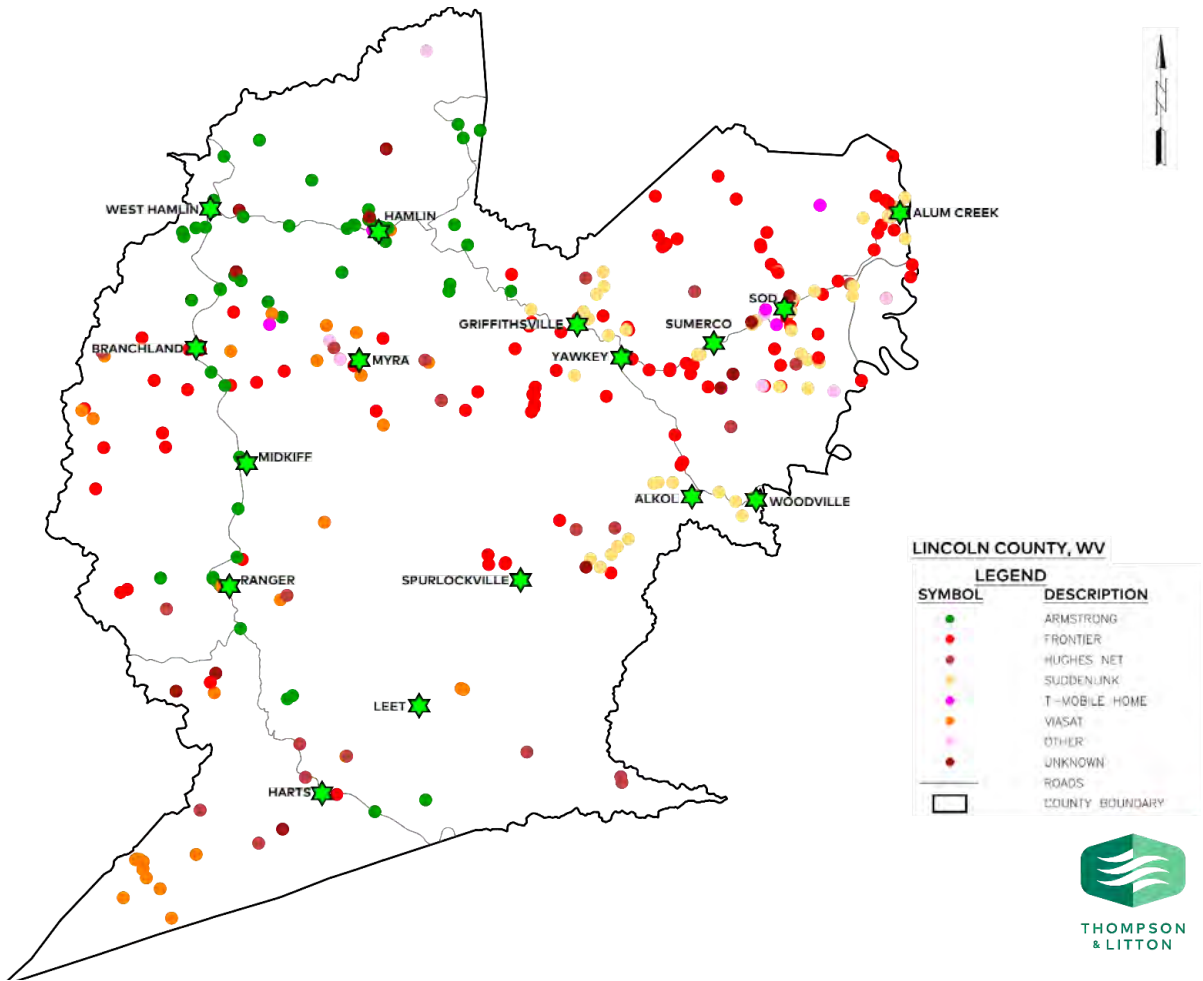 N
WEST HAMLIN
HAMLIN
ALUM CREEK
SOD
GRIFFITHSVILLE
SUMERCO
BRANCHLAND
MYRA
YAWKEY
MIDKIFF
ALKOL
WOODVILLE
RANGER
SPURLOCKVILLE
LEET
HARTS
LINCOLN COUNTY, WV
LEGEND
SYMBOL DESCRIPTION
ARMSTRONG
FRONTIER
HUGHES NET
SUDDENLINK
T-MOBILE HOME
VIASAT
OTHER
UNKNOWN
ROADS
COUNTY BOUNDARY
THOMPSON
& LITTON